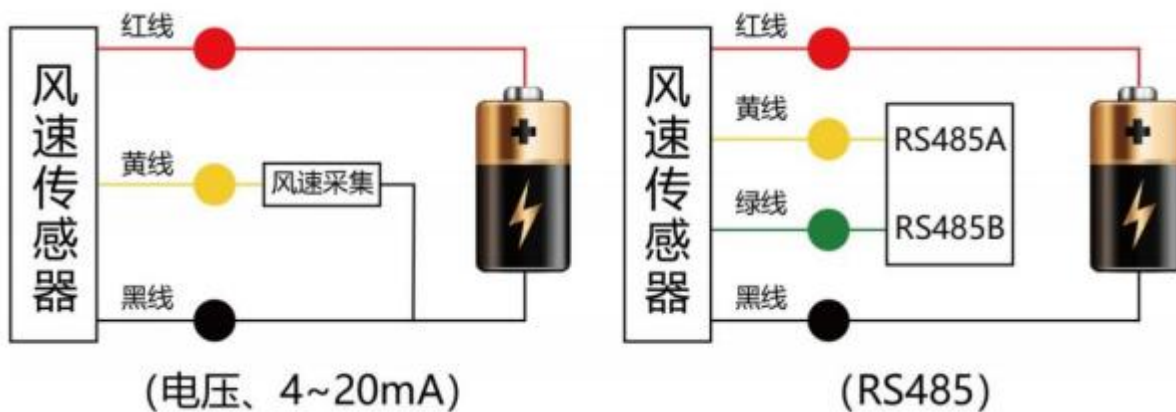 红线
风速传感器
黄线
风速采集
黑线
(电压、4~20mA)
红线
风速传感器
黄线
RS485A
绿线
RS485B
黑线
(RS485)